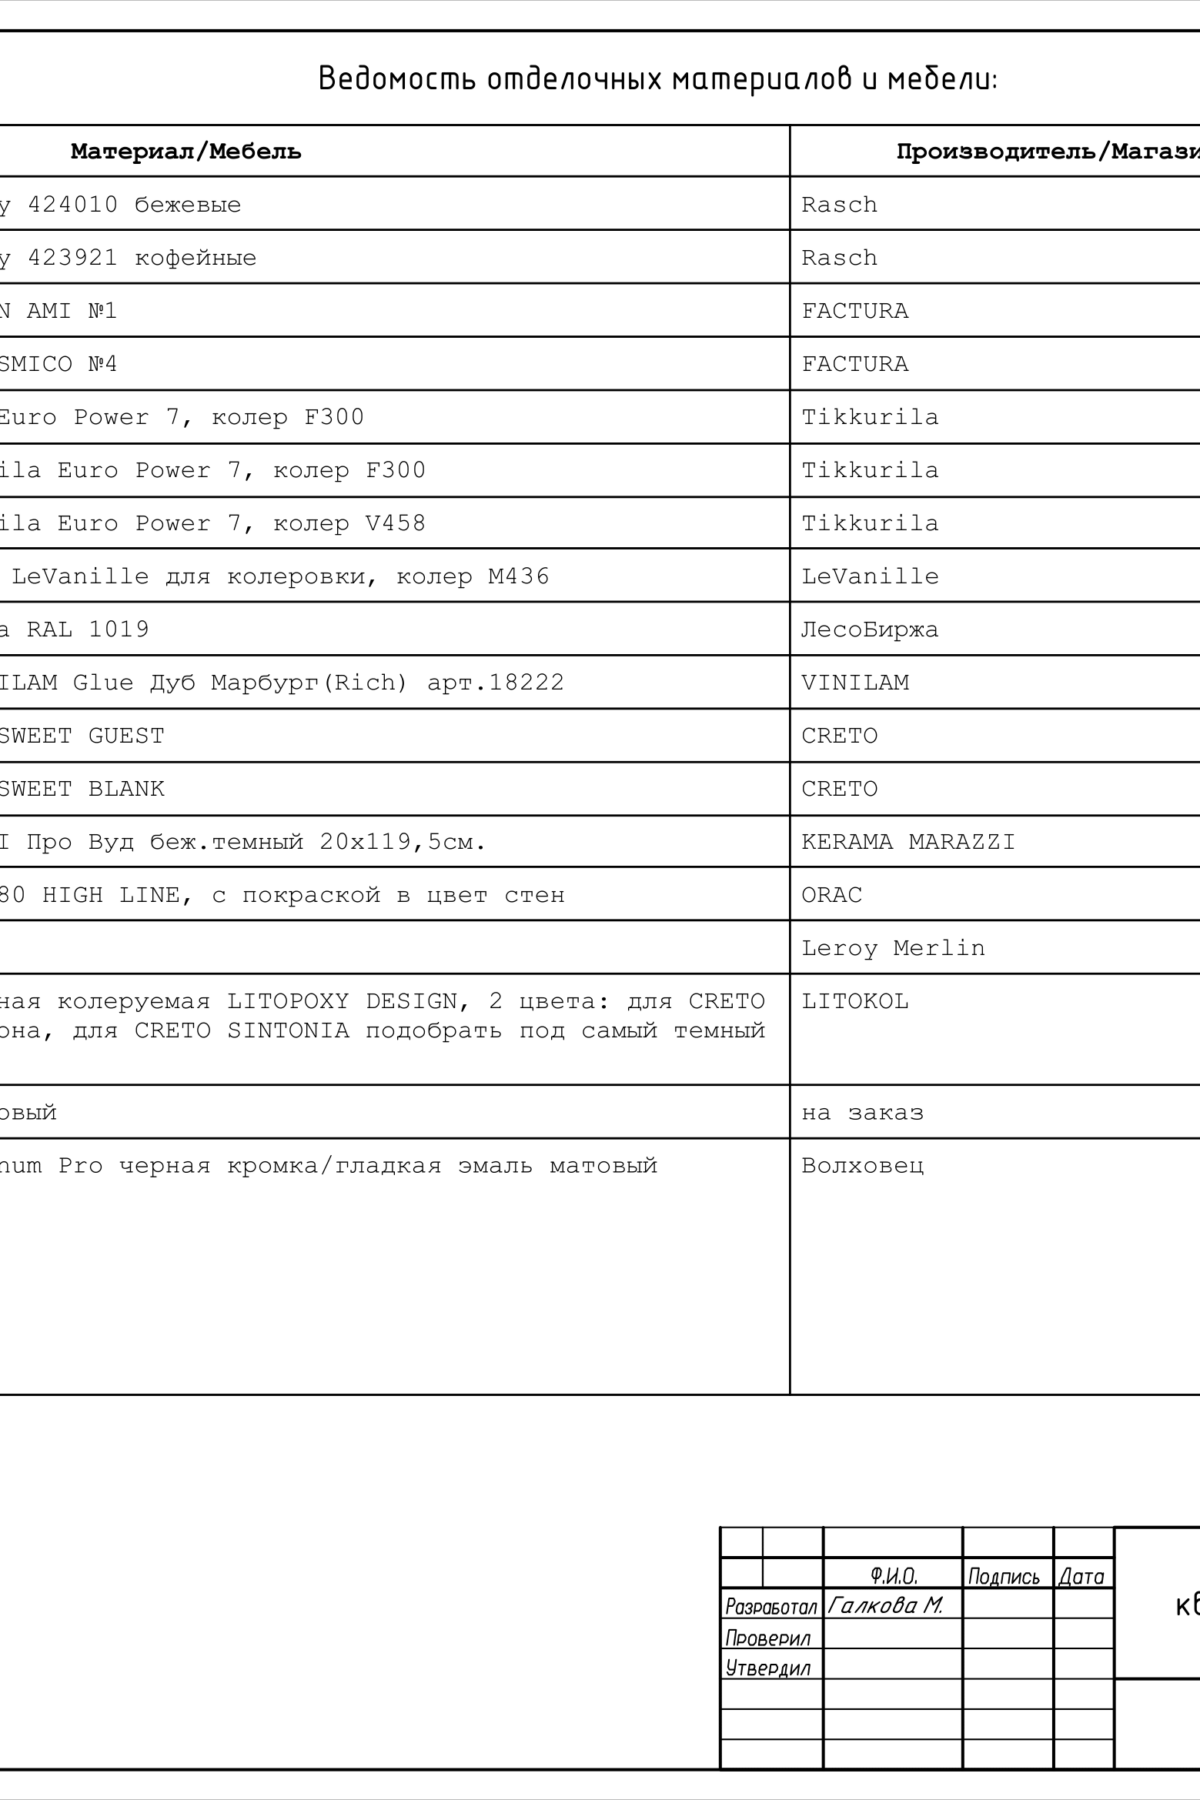 Ведомость отделочных материалов и мебели:
Материал/Мебель Производитель/Магази
у 424010 бежевые Rasch
у 423921 кофейные Rasch
N AMI №1 FACTURA
SMICO №4 FACTURA
Euro Power 7, колер F300 Tikkurila
ila Euro Power 7, колер F300 Tikkurila
ila Euro Power 7, колер V458 Tikkurila
LeVanille для колеровки, колер M436 LeVanille
а RAL 1019 ЛесоБиржа
ILAM Glue Дуб Марбург(Rich) арт.18222 VINILAM
SWEET GUEST CRETO
SWEET BLANK CRETO
I Про Вуд беж.темный 20х119,5см. KERAMA MARAZZI
80 HIGH LINE, с покраской в цвет стен ORAC
Leroy Merlin
ная колеруемая LITOPOXY DESIGN, 2 цвета: для CRETO LITOKOL
она, для CRETO SINTONIA подобрать под самый темный
овый на заказ
num Pro черная кромка/гладкая эмаль матовый Волховец
Ф.И.О. Подпись Дата
Разработал Галкова М.
кв
Проверил
Утвердил